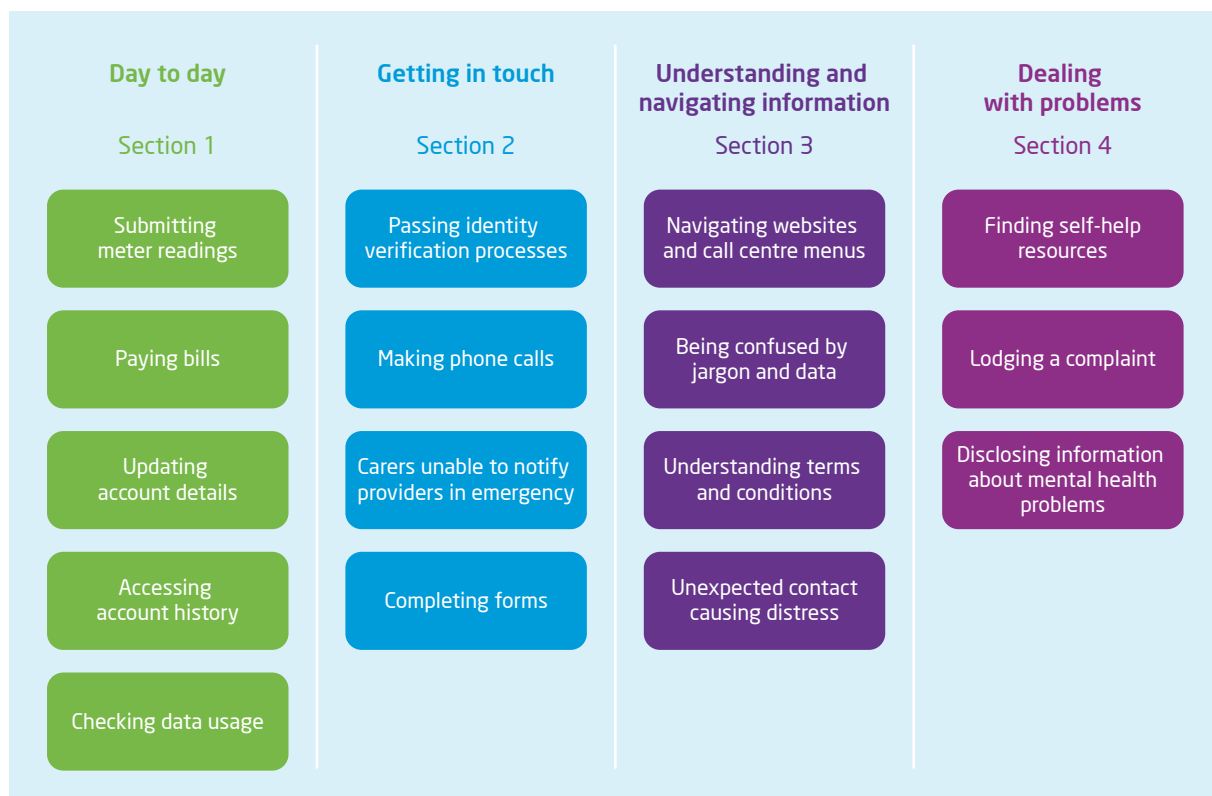 Day to day
Section 1
Submitting
meter readings
Paying bills
Updating
account details
Accessing
account history
Checking data usage
Getting in touch
Section 2
Passing identity
verification processes
Making phone calls
Carers unable to notify
providers in emergency
Completing forms
Understanding and
navigating information
Section 3
Navigating websites
and call centre menus
Being confused by
jargon and data
Understanding terms
and conditions
Unexpected contact
causing distress
Dealing
with problems
Section 4
Finding self-help
resources
Lodging a complaint
Disclosing information
about mental health
problems